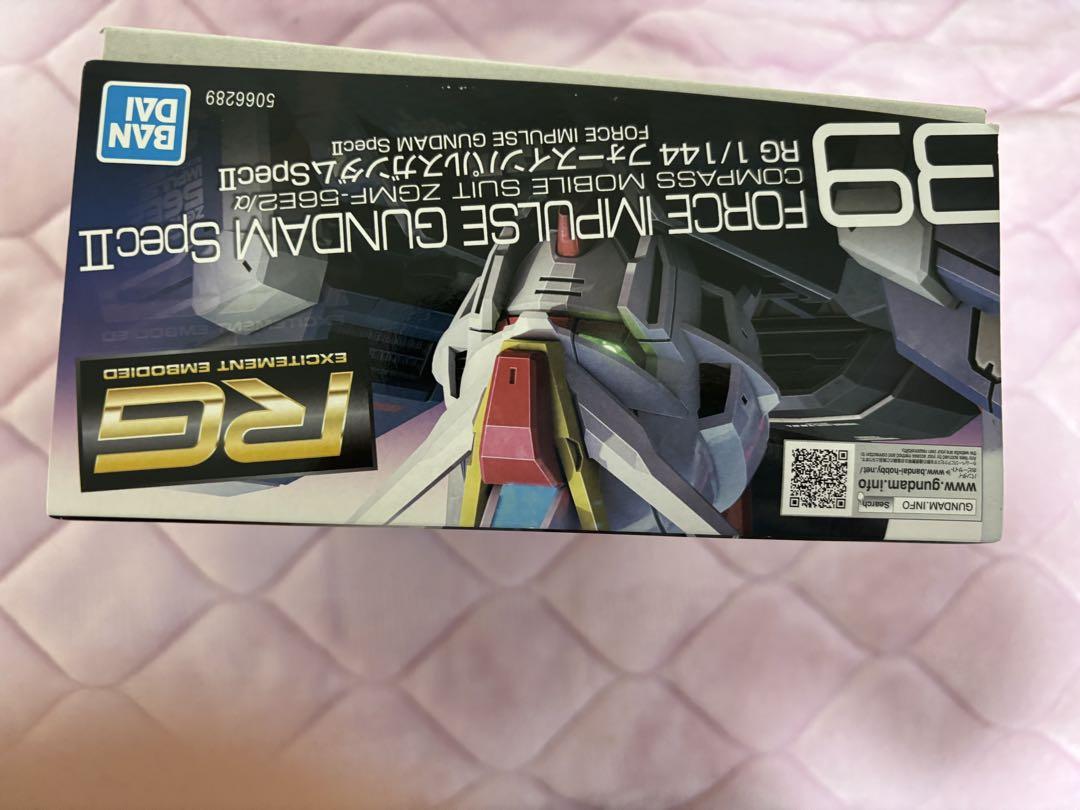 39
FORCE IMPULSE GUNDAM SpecII
COMPASS MOBILE SUIT ZGMF-56E2/α
RG 1/144 フォースインパルスガンダムSpecII
FORCE IMPULSE GUNDAM SpecII
5066289
BAN
DAI
RG
EXCITEMENT EMBODIED
GUNDAM.INFO Search
www.gundam.info
www.bandai-hobby.net/